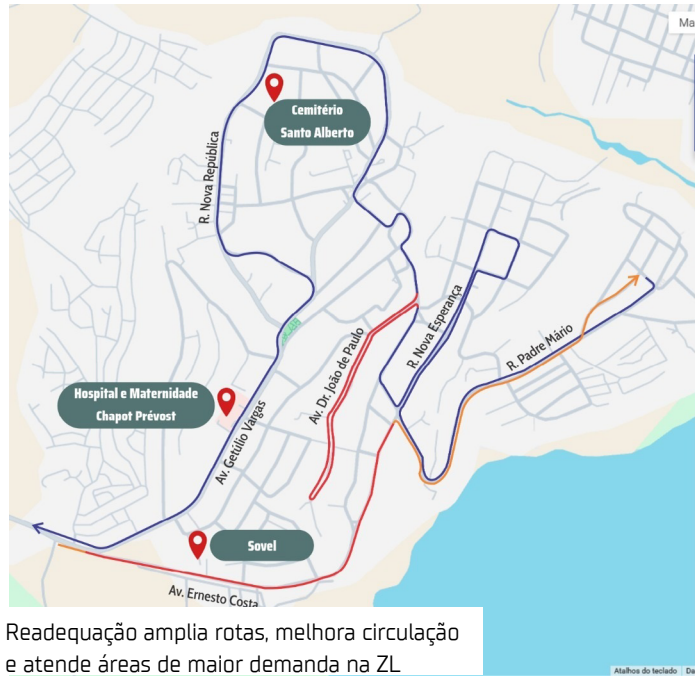 Ma
Cemitério
Santo Alberto
R. Nova República
Av. Dr. João de Paulo
R. Nova Esperança
R. Padre Mário
Hospital e Maternidade
Chapot Prévost
Av. Getúlio Vargas
Sovel
Av. Ernesto Costa
Readequação amplia rotas, melhora circulação
e atende áreas de maior demanda na ZL
Atalhos do teclado
Da